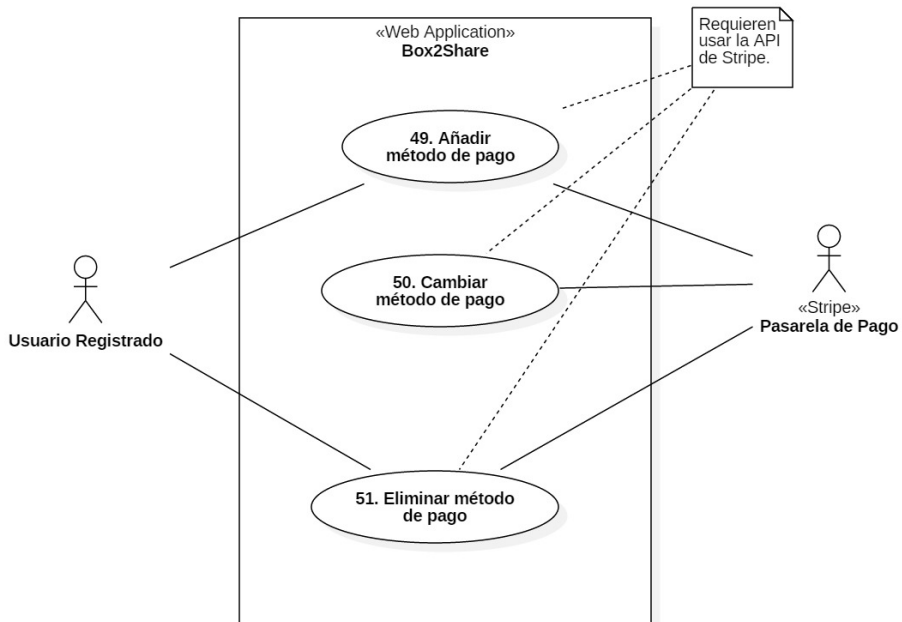 «Web Application»
Box2Share
Requieren
usar la API
de Stripe.
49. Añadir
método de pago
50. Cambiar
método de pago
Usuario Registrado
«Stripe»
Pasarela de Pago
51. Eliminar método
de pago